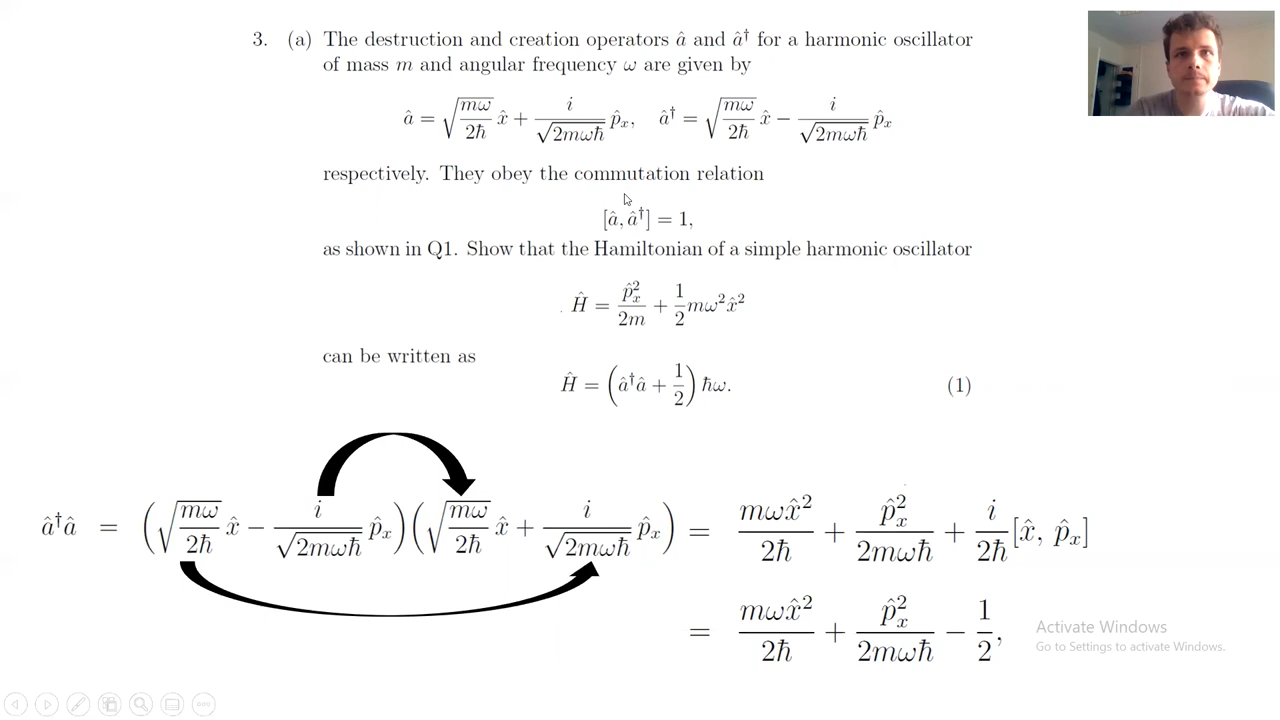 3. (a) The destruction and creation operators â and â† for a harmonic oscillator
of mass m and angular frequency ω are given by
â = √(mω/2ħ) x̂ + i/√(2mωħ) p̂ₓ, â† = √(mω/2ħ) x̂ − i/√(2mωħ) p̂ₓ
respectively. They obey the commutation relation
[â, â†] = 1,
as shown in Q1. Show that the Hamiltonian of a simple harmonic oscillator
Ĥ = p̂ₓ²/2m + 1/2 mω²x̂²
can be written as
Ĥ = (â†â + 1/2) ħω. (1)
â†â = (√(mω/2ħ) x̂ − i/√(2mωħ) p̂ₓ)(√(mω/2ħ) x̂ + i/√(2mωħ) p̂ₓ) = mωx̂²/2ħ + p̂ₓ²/2mωħ + i/2ħ [x̂, p̂ₓ]
= mωx̂²/2ħ + p̂ₓ²/2mωħ − 1/2,
Activate Windows
Go to Settings to activate Windows.